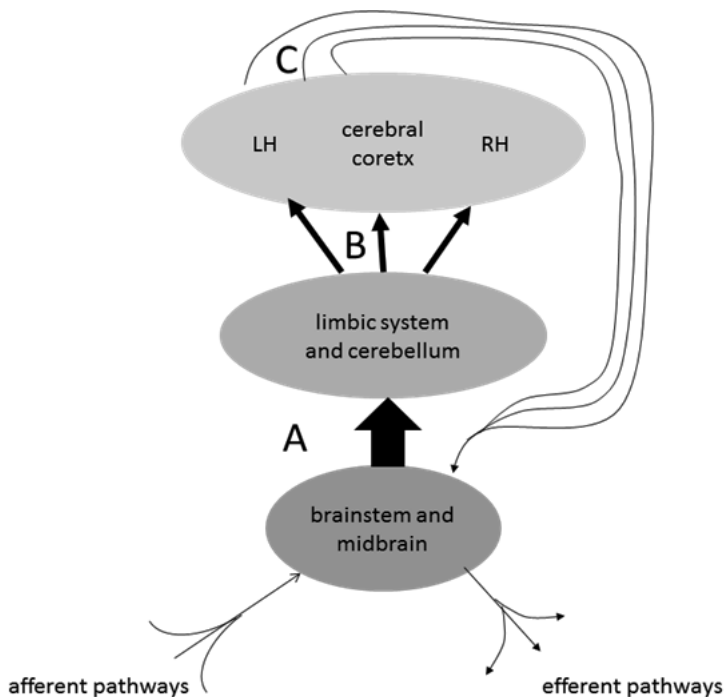 C
LH
cerebral
coretx
RH
B
limbic system
and cerebellum
A
brainstem and
midbrain
afferent pathways
efferent pathways